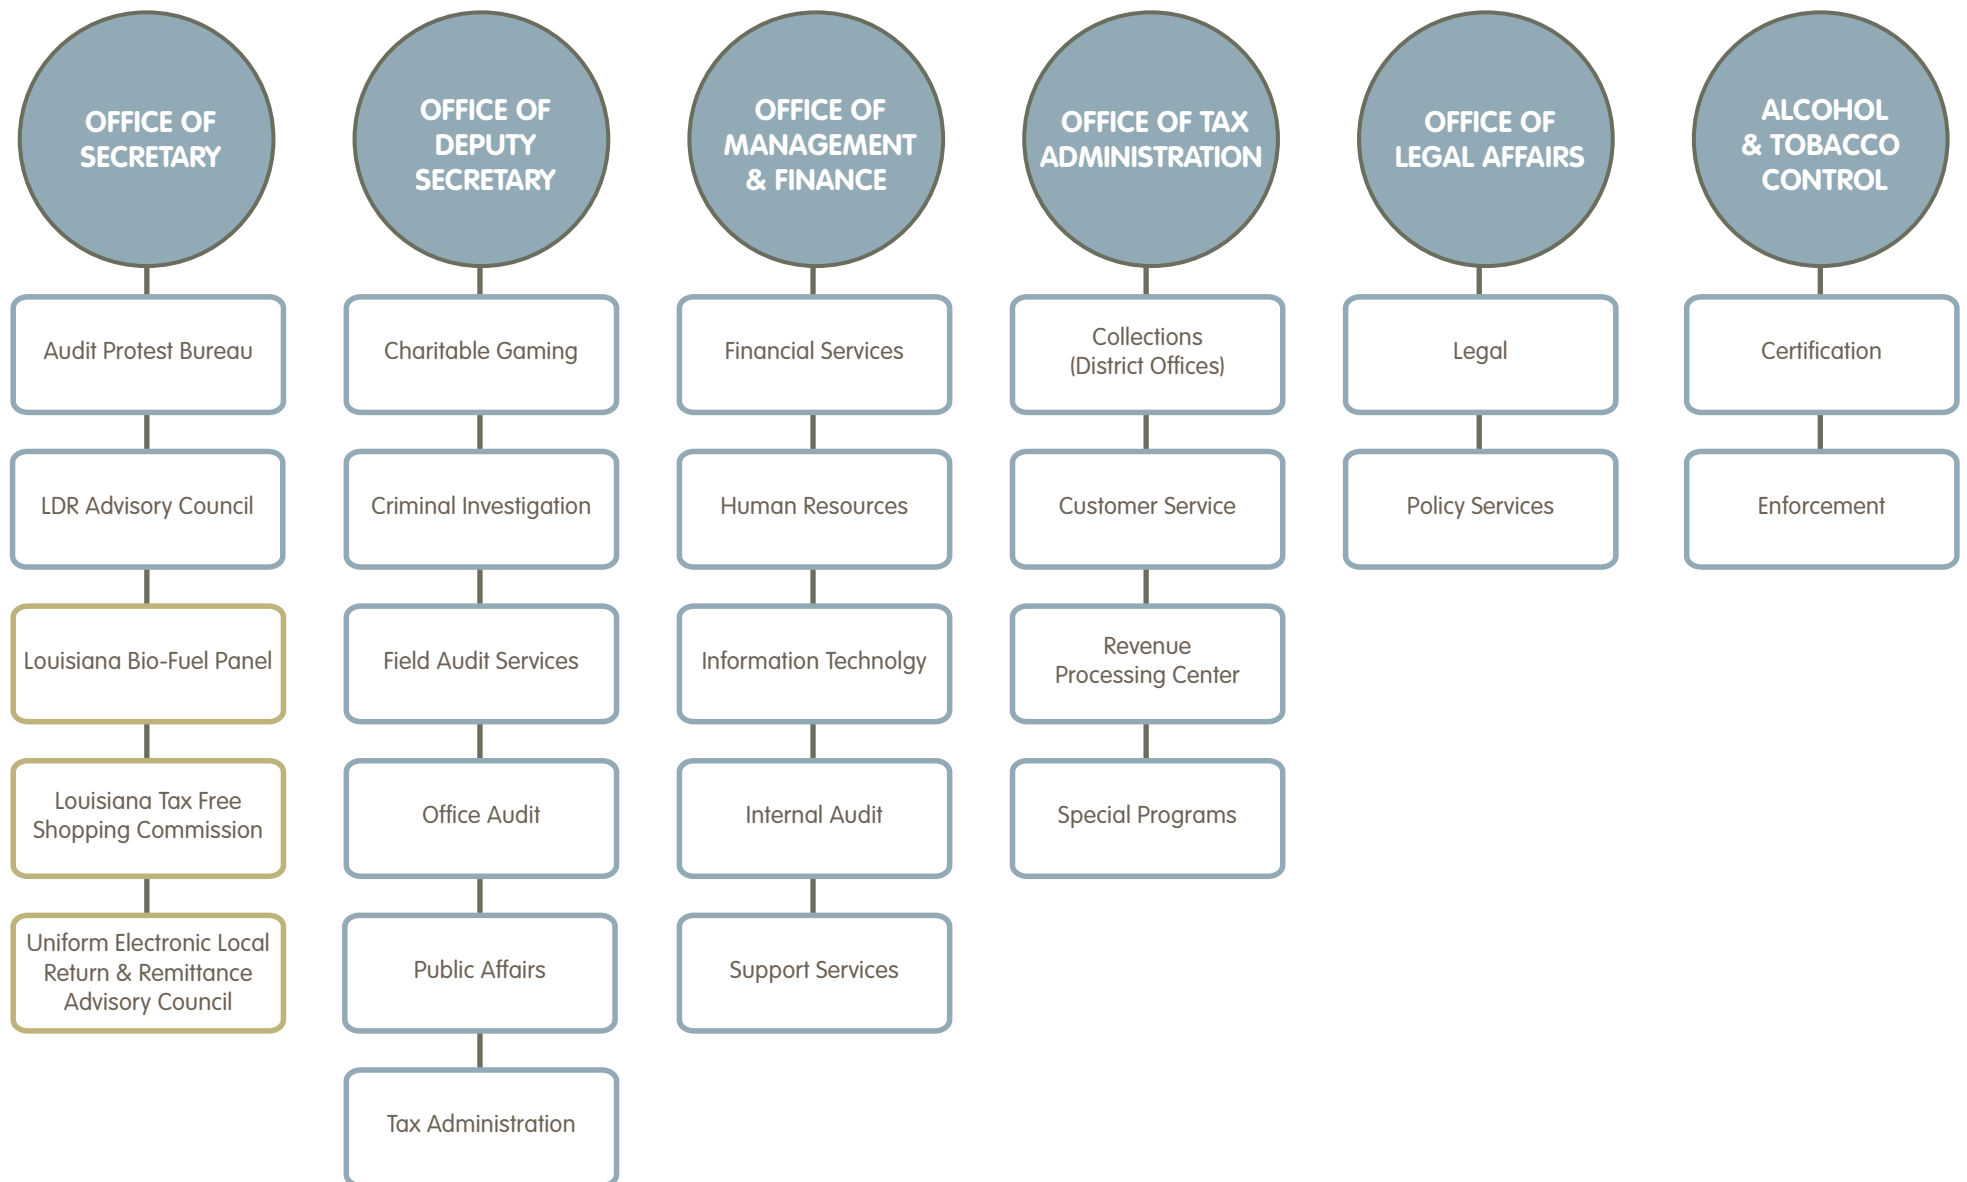 OFFICE OF
SECRETARY
Audit Protest Bureau
LDR Advisory Council
Louisiana Bio-Fuel Panel
Louisiana Tax Free
Shopping Commission
Uniform Electronic Local
Return & Remittance
Advisory Council
OFFICE OF
DEPUTY
SECRETARY
Charitable Gaming
Criminal Investigation
Field Audit Services
Office Audit
Public Affairs
Tax Administration
OFFICE OF
MANAGEMENT
& FINANCE
Financial Services
Human Resources
Information Technolgy
Internal Audit
Support Services
OFFICE OF TAX
ADMINISTRATION
Collections
(District Offices)
Customer Service
Revenue
Processing Center
Special Programs
OFFICE OF
LEGAL AFFAIRS
Legal
Policy Services
ALCOHOL
& TOBACCO
CONTROL
Certification
Enforcement